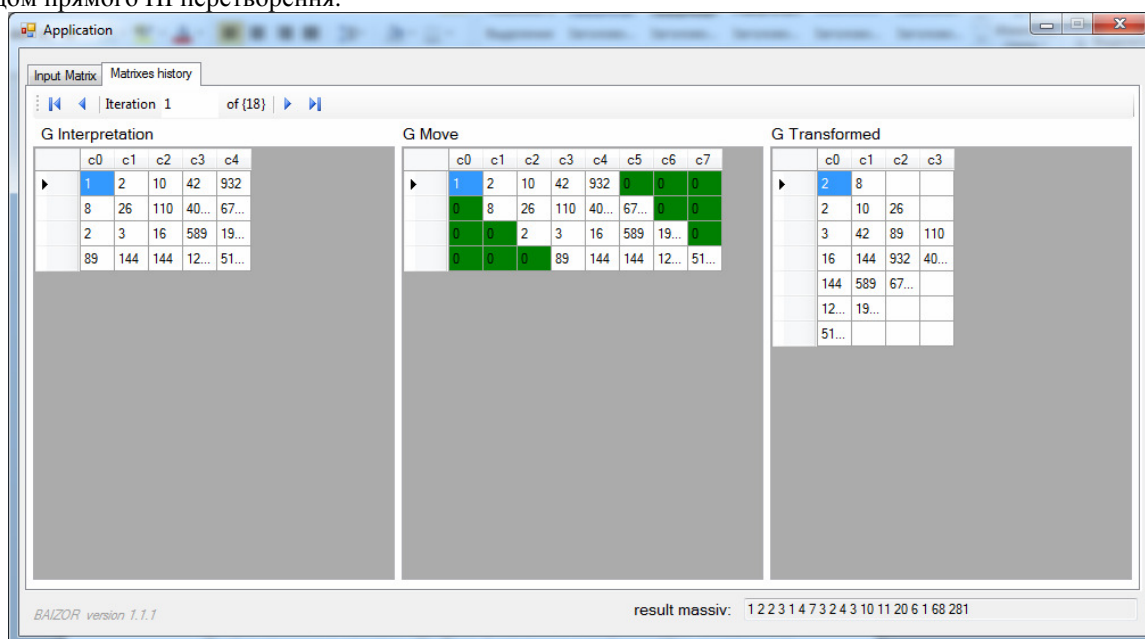 дом прямого ІІІ перетворення.
Application
Input Matrix Matrixes history
Iteration 1 of {18}
G Interpretation
c0 c1 c2 c3 c4
1 2 10 42 932
8 26 110 40... 67...
2 3 16 589 19...
89 144 144 12... 51...
G Move
c0 c1 c2 c3 c4 c5 c6 c7
1 2 10 42 932 0 0 0
0 8 26 110 40... 67... 0 0
0 0 2 3 16 589 19... 0
0 0 0 89 144 144 12... 51...
G Transformed
c0 c1 c2 c3
2 8
2 10 26
3 42 89 110
16 144 932 40...
144 589 67...
12... 19...
51...
BAIZOR version 1.1.1
result massiv: 1 2 2 3 1 4 7 3 2 4 3 10 11 20 6 1 68 281